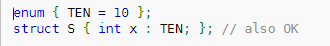 enum { TEN = 10 };
struct S { int x : TEN; }; // also OK